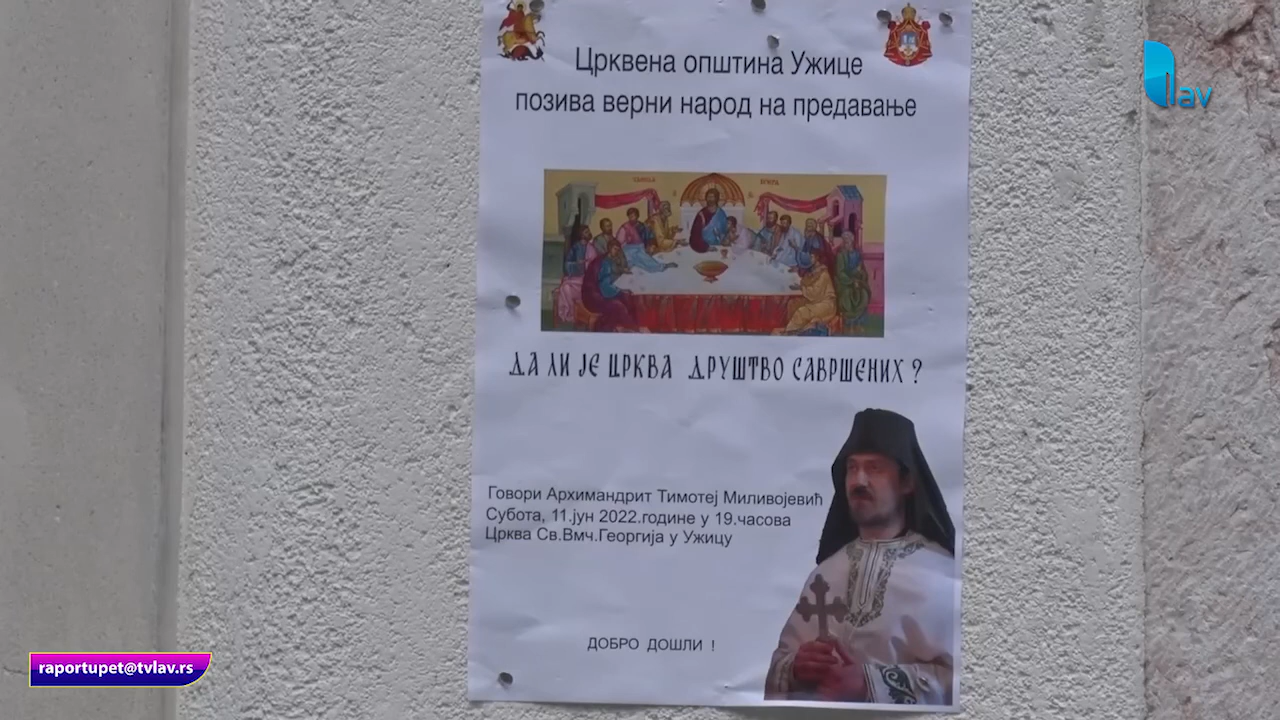 Црквена општина Ужице
позива верни народ на предавање
ДА ЛИ ЈЕ ЦРКВА ДРУШТВО САВРШЕНИХ ?
Говори Архимандрит Тимотеј Миливојевић
Субота, 11.јун 2022.године у 19.часова
Црква Св.Вмч.Георгија у Ужицу
ДОБРО ДОШЛИ !
lav
raportupet@tvlav.rs